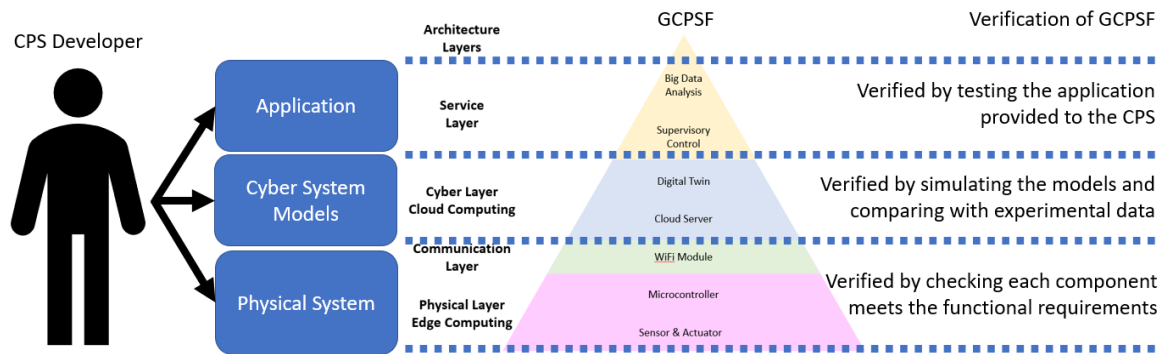 CPS Developer
Application
Cyber System
Models
Physical System
Architecture
Layers
Service
Layer
Cyber Layer
Cloud Computing
Communication
Layer
Physical Layer
Edge Computing
GCPSF
Big Data
Analysis
Supervisory
Control
Digital Twin
Cloud Server
WiFi Module
Microcontroller
Sensor & Actuator
Verification of GCPSF
Verified by testing the application
provided to the CPS
Verified by simulating the models and
comparing with experimental data
Verified by checking each component
meets the functional requirements